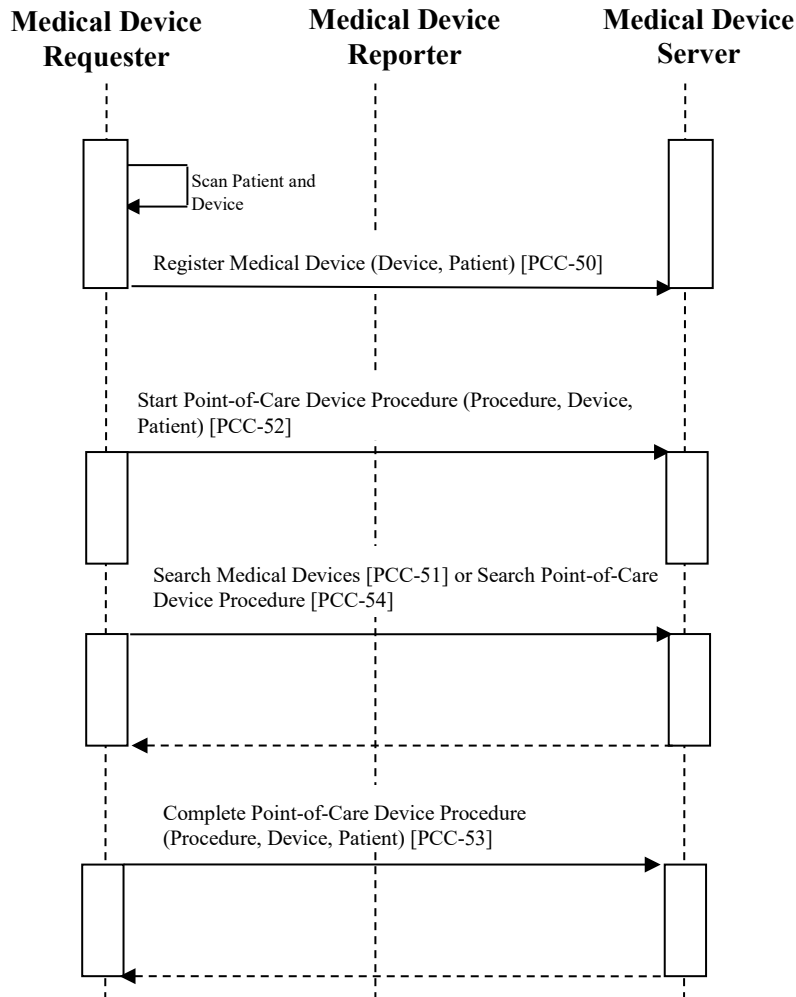 Medical Device
Requester
Medical Device
Reporter
Medical Device
Server
Scan Patient and
Device
Register Medical Device (Device, Patient) [PCC-50]
Start Point-of-Care Device Procedure (Procedure, Device,
Patient) [PCC-52]
Search Medical Devices [PCC-51] or Search Point-of-Care
Device Procedure [PCC-54]
Complete Point-of-Care Device Procedure
(Procedure, Device, Patient) [PCC-53]